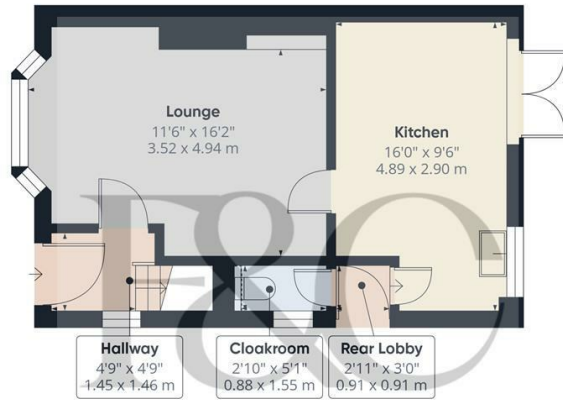 Lounge
11'6" x 16'2"
3.52 x 4.94 m
Kitchen
16'0" x 9'6"
4.89 x 2.90 m
F&C
Hallway
4'9" x 4'9"
1.45 x 1.46 m
Cloakroom
2'10" x 5'1"
0.88 x 1.55 m
Rear Lobby
2'11" x 3'0"
0.91 x 0.91 m